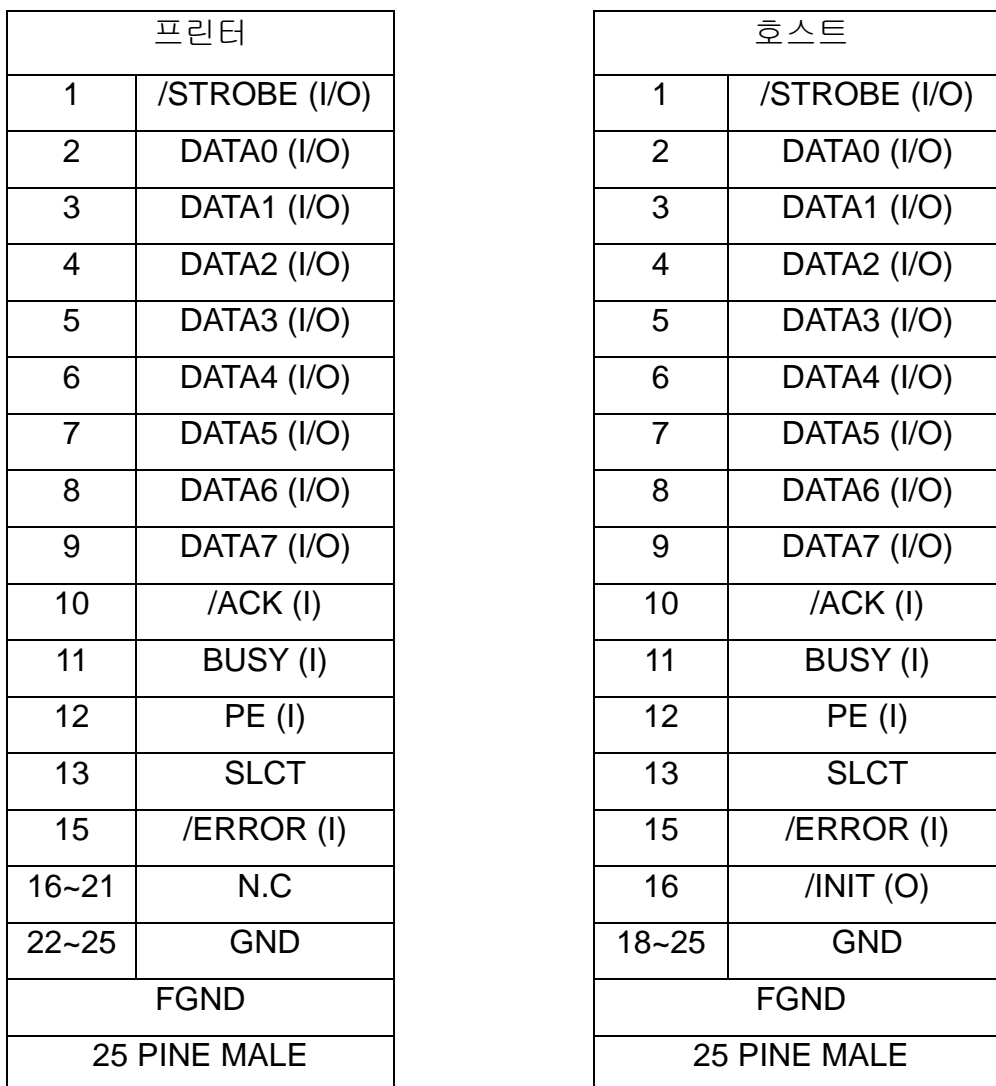 프린터
1 /STROBE (I/O)
2 DATA0 (I/O)
3 DATA1 (I/O)
4 DATA2 (I/O)
5 DATA3 (I/O)
6 DATA4 (I/O)
7 DATA5 (I/O)
8 DATA6 (I/O)
9 DATA7 (I/O)
10 /ACK (I)
11 BUSY (I)
12 PE (I)
13 SLCT
15 /ERROR (I)
16~21 N.C
22~25 GND
FGND
25 PINE MALE
호스트
1 /STROBE (I/O)
2 DATA0 (I/O)
3 DATA1 (I/O)
4 DATA2 (I/O)
5 DATA3 (I/O)
6 DATA4 (I/O)
7 DATA5 (I/O)
8 DATA6 (I/O)
9 DATA7 (I/O)
10 /ACK (I)
11 BUSY (I)
12 PE (I)
13 SLCT
15 /ERROR (I)
16 /INIT (O)
18~25 GND
FGND
25 PINE MALE